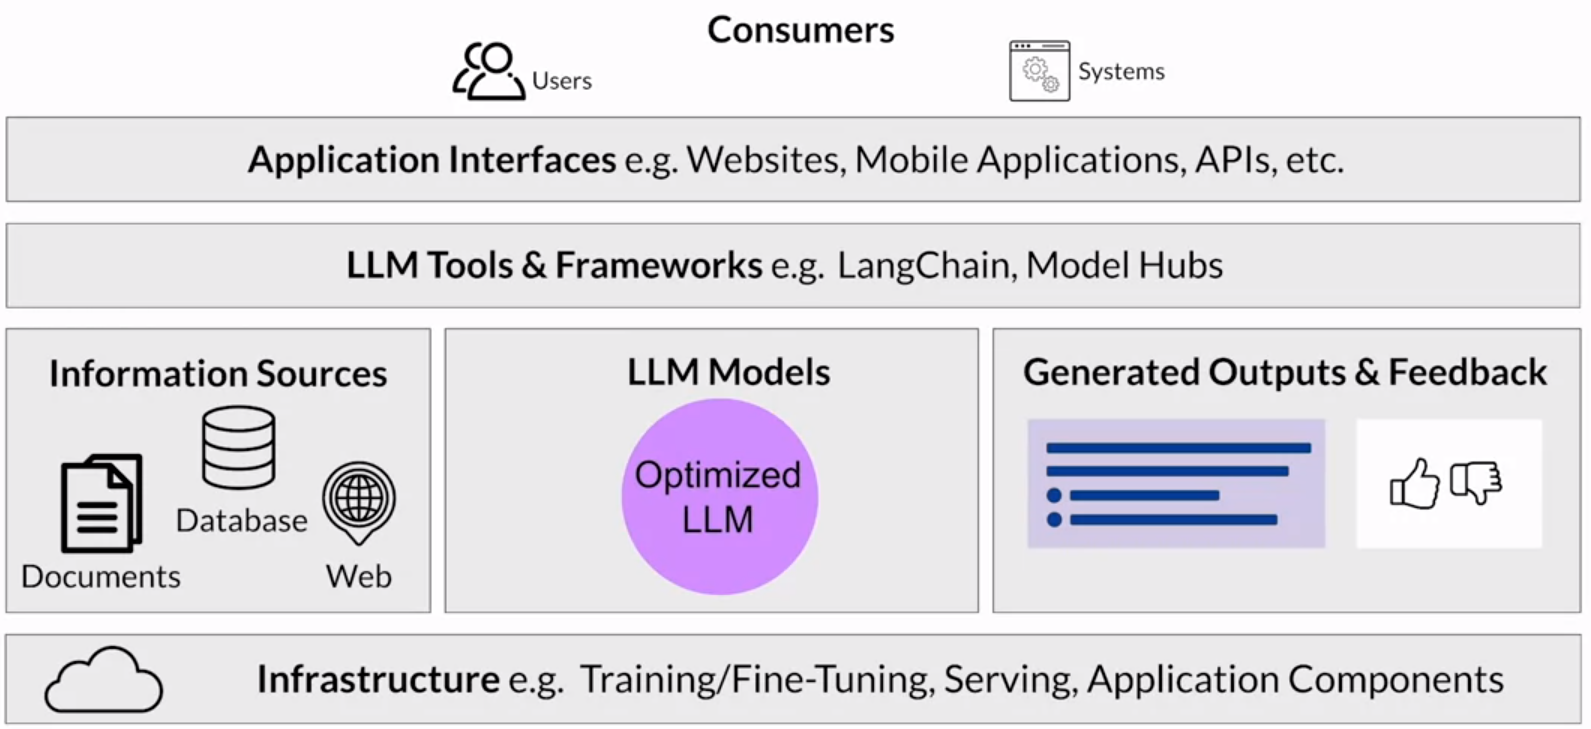 Consumers
Users
Systems
Application Interfaces e.g. Websites, Mobile Applications, APIs, etc.
LLM Tools & Frameworks e.g. LangChain, Model Hubs
Information Sources
Database
Documents
Web
LLM Models
Optimized
LLM
Generated Outputs & Feedback
Infrastructure e.g. Training/Fine-Tuning, Serving, Application Components